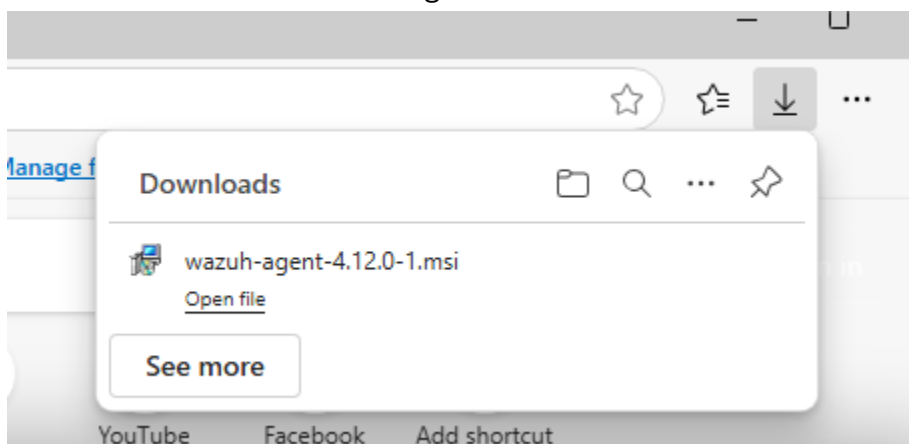 Manage f
Downloads
wazuh-agent-4.12.0-1.msi
Open file
See more
YouTube
Facebook
Add shortcut